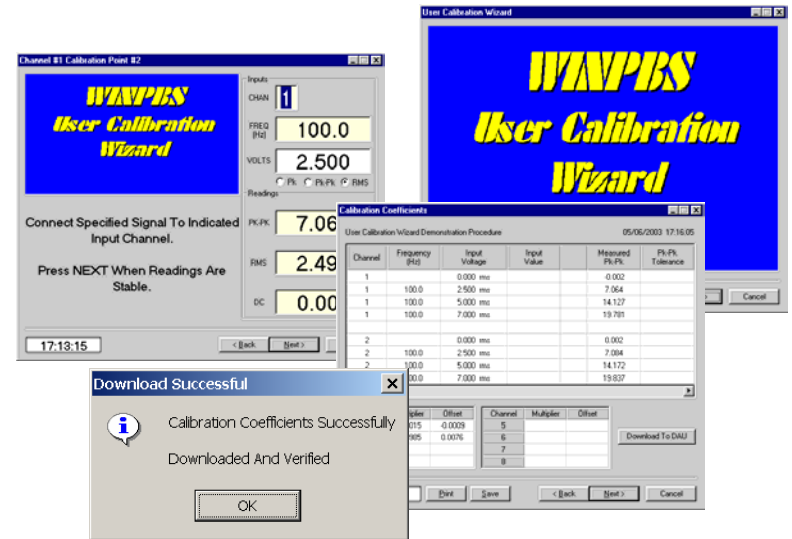 User Calibration Wizard
WINPBS
User Calibration
Wizard
Cancel
Channel #1 Calibration Point #2
WINPBS
User Calibration
Wizard
Connect Specified Signal To Indicated
Input Channel.
Press NEXT When Readings Are
Stable.
17:13:15
Inputs
CHAN 1
FREQ (Hz) 100.0
VOLTS 2.500
Pk Pk-Pk RMS
Readings
PK-PK 7.06
RMS 2.49
DC 0.00
< Back Next >
Calibration Coefficients
User Calibration Wizard Demonstration Procedure 05/06/2003 17:16:05
Channel Frequency (Hz) Input Voltage Input Value Measured Pk-Pk Pk-Pk Tolerance
1 0.000 rms -0.002
1 100.0 2.500 rms 7.064
1 100.0 5.000 rms 14.127
1 100.0 7.000 rms 19.781
2 0.000 rms 0.002
2 100.0 2.500 rms 7.084
2 100.0 5.000 rms 14.172
00.0 7.000 rms 19.837
Offset Channel Multiplier Offset
015 -0.0009 5
985 0.0076 6
7
8
Download To DAU
Print Save < Back Next > Cancel
Download Successful
Calibration Coefficients Successfully
Downloaded And Verified
OK